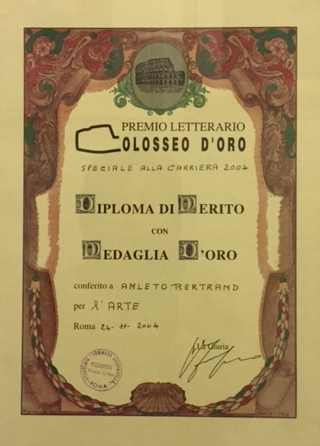 PREMIO LETTERARIO
COLOSSEO D'ORO
SPECIALE ALLA CARRIERA 2004
DIPLOMA DI MERITO
CON
MEDAGLIA D'ORO
conferito a AMLETO BERTRAND
per L'ARTE
Roma 24-11-2004
La Giuria
ROMA